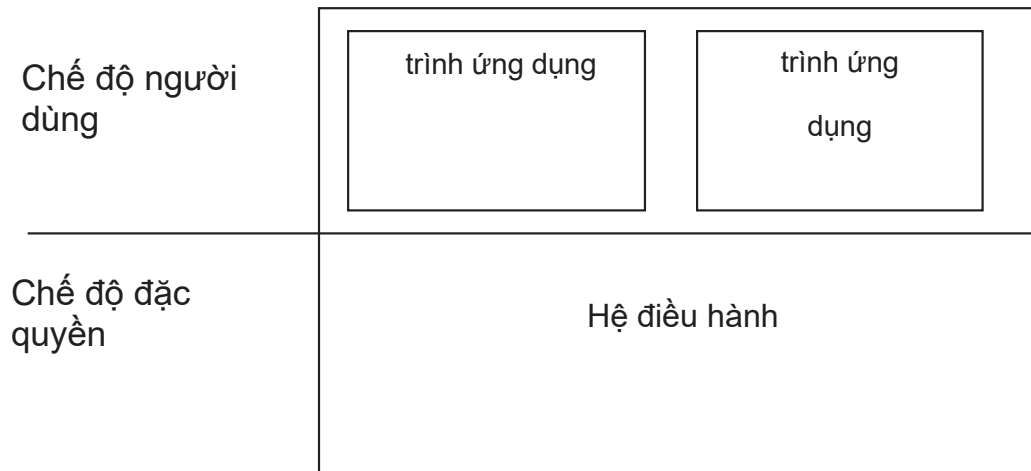 Chế độ người
dùng
trình ứng dụng
trình ứng
dụng
Chế độ đặc
quyền
Hệ điều hành